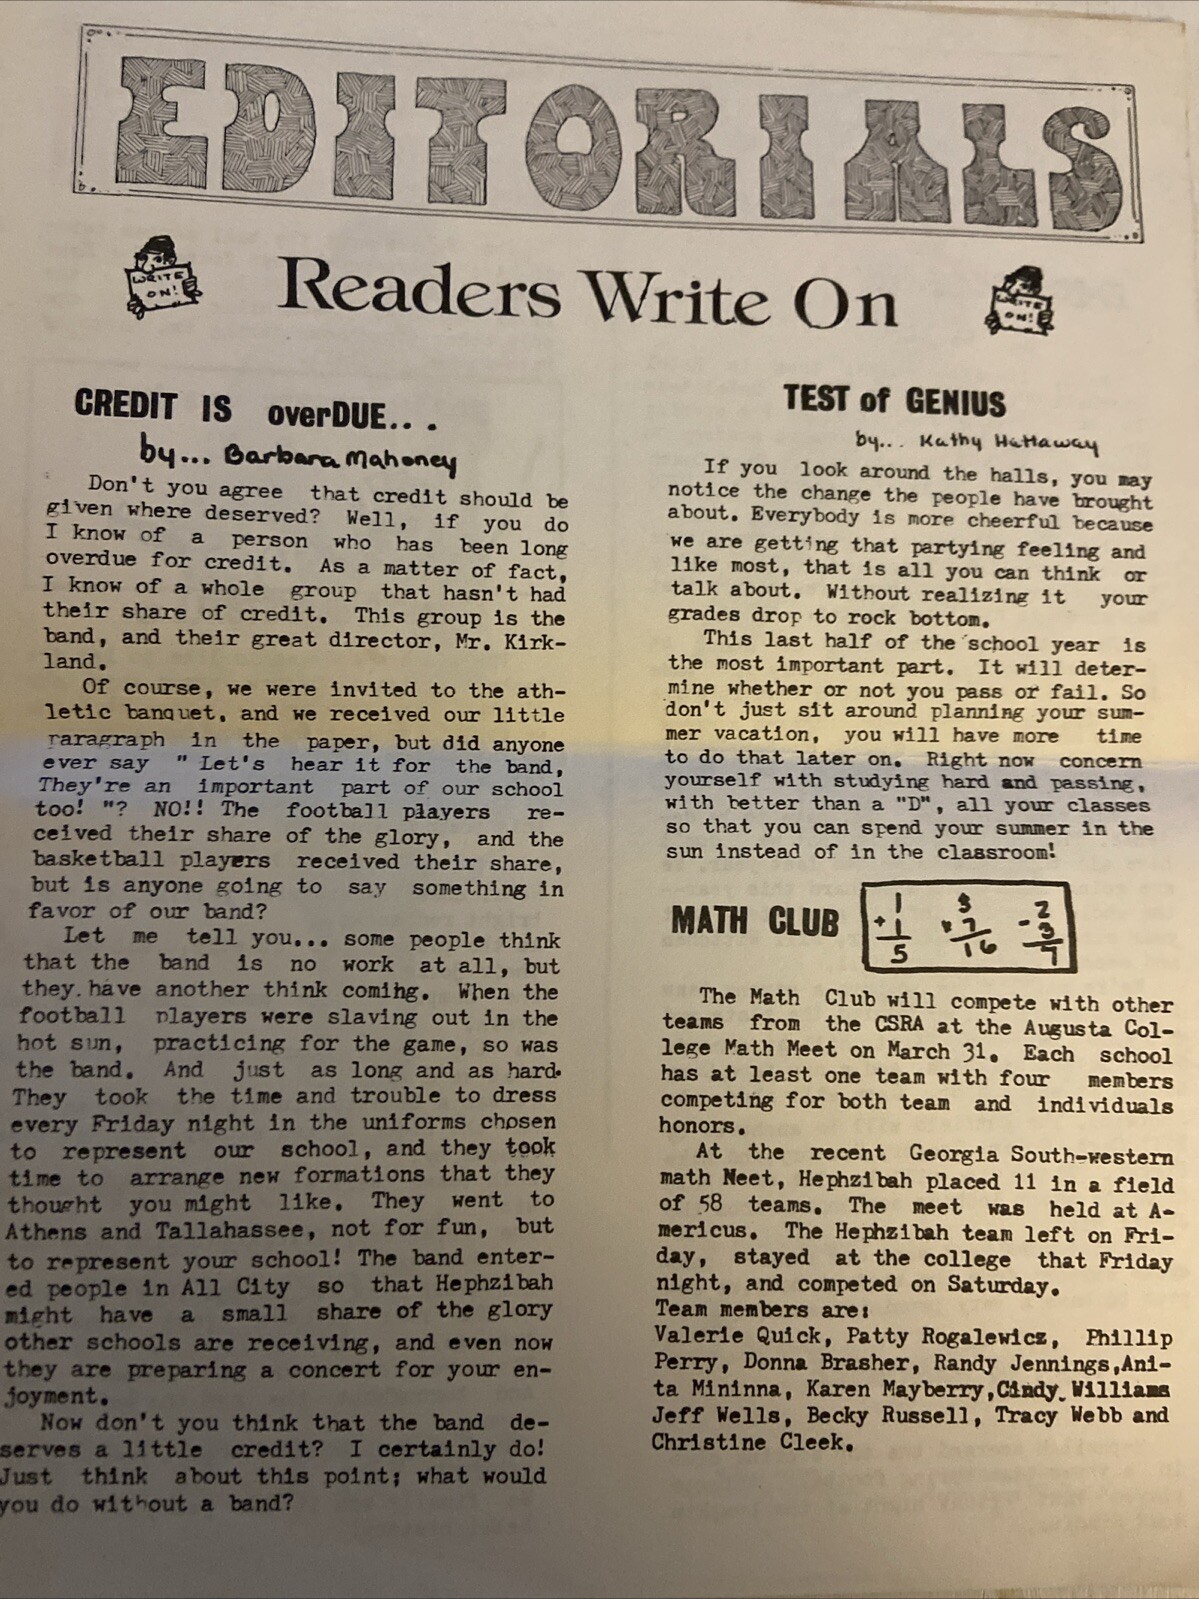 EDITORIALS
WRITE ON!
Readers Write On
WRITE ON!
CREDIT IS overDUE...
by... Barbara Mahoney
Don't you agree that credit should be
given where deserved? Well, if you do
I know of a person who has been long
overdue for credit. As a matter of fact,
I know of a whole group that hasn't had
their share of credit. This group is the
band, and their great director, Mr. Kirk-
land.
Of course, we were invited to the ath-
letic banquet, and we received our little
paragraph in the paper, but did anyone
ever say " Let's hear it for the band,
They're an important part of our school
too! "? NO!! The football players re-
ceived their share of the glory, and the
basketball players received their share,
but is anyone going to say something in
favor of our band?
Let me tell you... some people think
that the band is no work at all, but
they have another think coming. When the
football players were slaving out in the
hot sun, practicing for the game, so was
the band. And just as long and as hard.
They took the time and trouble to dress
every Friday night in the uniforms chosen
to represent our school, and they took
time to arrange new formations that they
thought you might like. They went to
Athens and Tallahassee, not for fun, but
to represent your school! The band enter-
ed people in All City so that Hephzibah
might have a small share of the glory
other schools are receiving, and even now
they are preparing a concert for your en-
joyment.
Now don't you think that the band de-
serves a little credit? I certainly do!
Just think about this point; what would
you do without a band?
TEST of GENIUS
by... Kathy Hattaway
If you look around the halls, you may
notice the change the people have brought
about. Everybody is more cheerful because
we are getting that partying feeling and
like most, that is all you can think or
talk about. Without realizing it your
grades drop to rock bottom.
This last half of the school year is
the most important part. It will deter-
mine whether or not you pass or fail. So
don't just sit around planning your sum-
mer vacation, you will have more time
to do that later on. Right now concern
yourself with studying hard and passing,
with better than a "D", all your classes
so that you can spend your summer in the
sun instead of in the classroom!
MATH CLUB
1 + 1 5
3 x 7 16
2 - 3 7
The Math Club will compete with other
teams from the CSRA at the Augusta Col-
lege Math Meet on March 31. Each school
has at least one team with four members
competing for both team and individuals
honors.
At the recent Georgia South-western
math Meet, Hephzibah placed 11 in a field
of 58 teams. The meet was held at A-
mericus. The Hephzibah team left on Fri-
day, stayed at the college that Friday
night, and competed on Saturday.
Team members are:
Valerie Quick, Patty Rogalewicz, Phillip
Perry, Donna Brasher, Randy Jennings,Ani-
ta Mininna, Karen Mayberry,Cindy Williams
Jeff Wells, Becky Russell, Tracy Webb and
Christine Cleek.